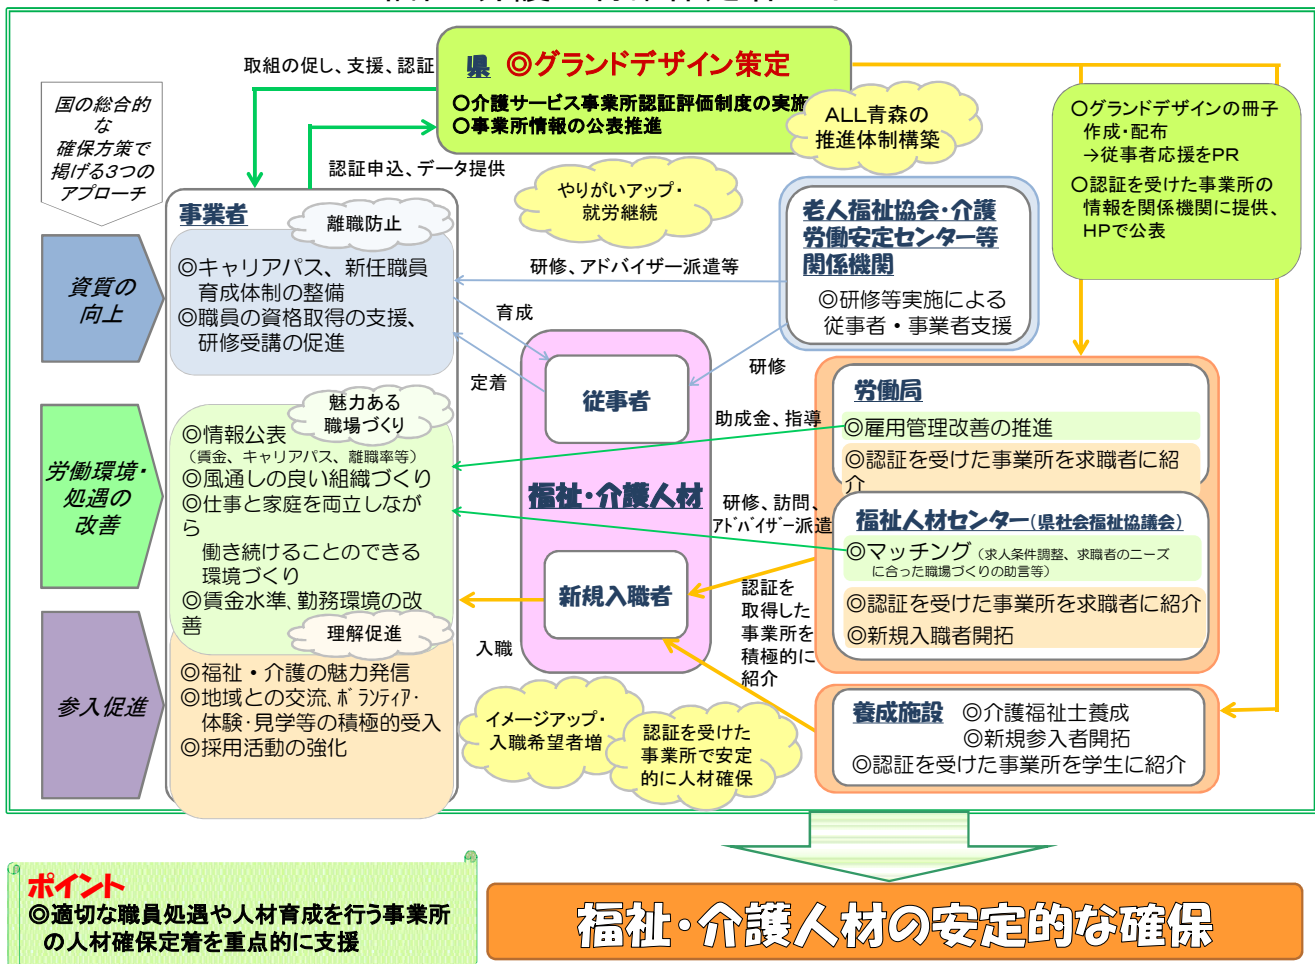 取組の促し、支援、認証
県 ◎グランドデザイン策定
○介護サービス事業所認証評価制度の実施
○事業所情報の公表推進
ALL青森の
推進体制構築
○グランドデザインの冊子
作成・配布
→従事者応援をPR
○認証を受けた事業所の
情報を関係機関に提供、
HPで公表
国の総合的
な
確保方策で
掲げる3つの
アプローチ
認証申込、データ提供
やりがいアップ・
就労継続
事業者
離職防止
◎キャリアパス、新任職員
育成体制の整備
◎職員の資格取得の支援、
研修受講の促進
資質の
向上
老人福祉協会・介護
労働安定センター等
関係機関
◎研修等実施による
従事者・事業者支援
研修、アドバイザー派遣等
育成
定着
研修
従事者
福祉・介護人材
新規入職者
助成金、指導
研修、訪問、
アドバイザー派遣
認証を
取得した
事業所を
積極的に
紹介
入職
労働環境・
処遇の
改善
魅力ある
職場づくり
◎情報公表
（賃金、キャリアパス、離職率等）
◎風通しの良い組織づくり
◎仕事と家庭を両立しなが
ら
働き続けることのできる
環境づくり
◎賃金水準、勤務環境の改
善
労働局
◎雇用管理改善の推進
◎認証を受けた事業所を求職者に紹
介
福祉人材センター(県社会福祉協議会)
◎マッチング（求人条件調整、求職者のニーズ
に合った職場づくりの助言等）
◎認証を受けた事業所を求職者に紹介
◎新規入職者開拓
参入促進
理解促進
◎福祉・介護の魅力発信
◎地域との交流、ボランティア・
体験・見学等の積極的受入
◎採用活動の強化
イメージアップ・
入職希望者増
認証を受けた
事業所で安定
的に人材確保
養成施設 ◎介護福祉士養成
◎新規参入者開拓
◎認証を受けた事業所を学生に紹介
ポイント
◎適切な職員処遇や人材育成を行う事業所
の人材確保定着を重点的に支援
福祉・介護人材の安定的な確保